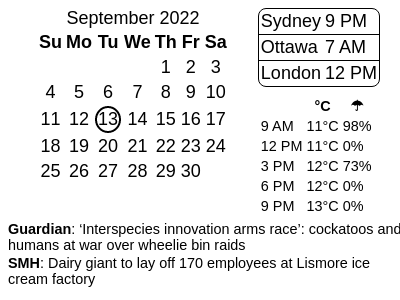 September 2022
Su Mo Tu We Th Fr Sa
1 2 3
4 5 6 7 8 9 10
11 12 13 14 15 16 17
18 19 20 21 22 23 24
25 26 27 28 29 30
Sydney 9 PM
Ottawa 7 AM
London 12 PM
°C ☂
9 AM 11°C 98%
12 PM 11°C 0%
3 PM 12°C 73%
6 PM 12°C 0%
9 PM 13°C 0%
Guardian: ‘Interspecies innovation arms race’: cockatoos and
humans at war over wheelie bin raids
SMH: Dairy giant to lay off 170 employees at Lismore ice
cream factory